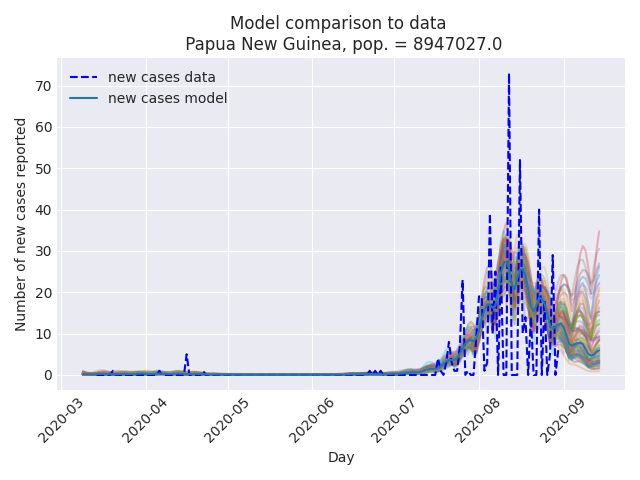 Model comparison to data
Papua New Guinea, pop. = 8947027.0
new cases data
new cases model
Number of new cases reported
70
60
50
40
30
20
10
0
2020-03
2020-04
2020-05
2020-06
2020-07
2020-08
2020-09
Day